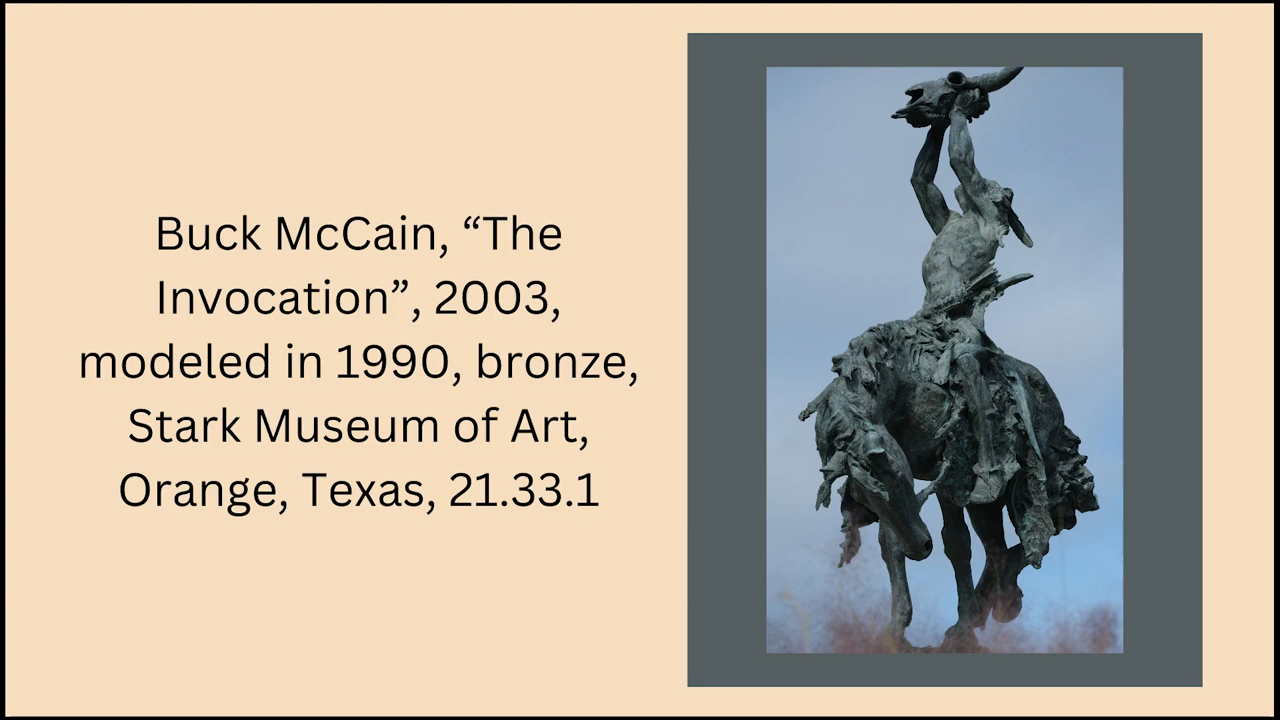 Buck McCain, “The
Invocation”, 2003,
modeled in 1990, bronze,
Stark Museum of Art,
Orange, Texas, 21.33.1